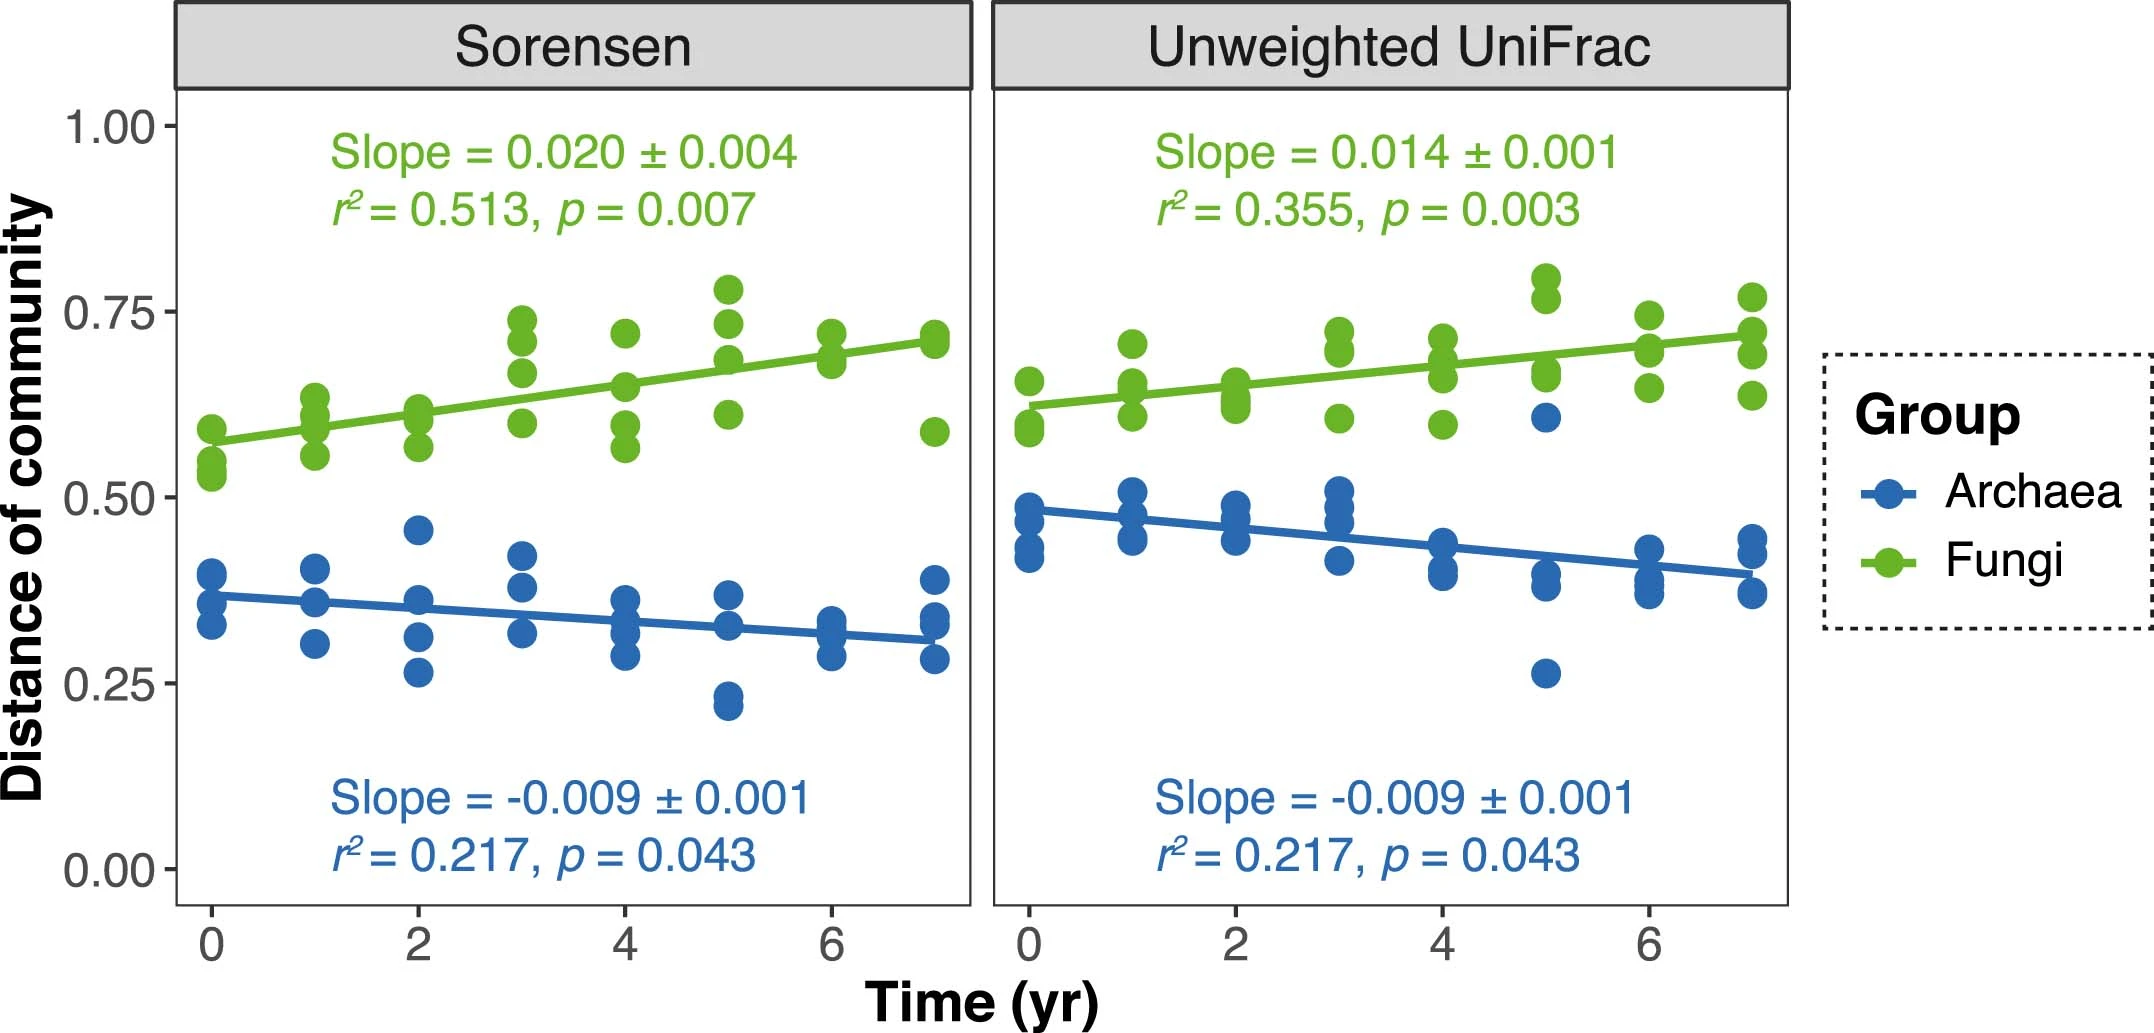 Sorensen
Unweighted UniFrac
Distance of community
1.00
0.75
0.50
0.25
0.00
Slope = 0.020 ± 0.004
r² = 0.513, p = 0.007
Slope = -0.009 ± 0.001
r² = 0.217, p = 0.043
Slope = 0.014 ± 0.001
r² = 0.355, p = 0.003
Slope = -0.009 ± 0.001
r² = 0.217, p = 0.043
0 2 4 6
0 2 4 6
Time (yr)
Group
Archaea
Fungi